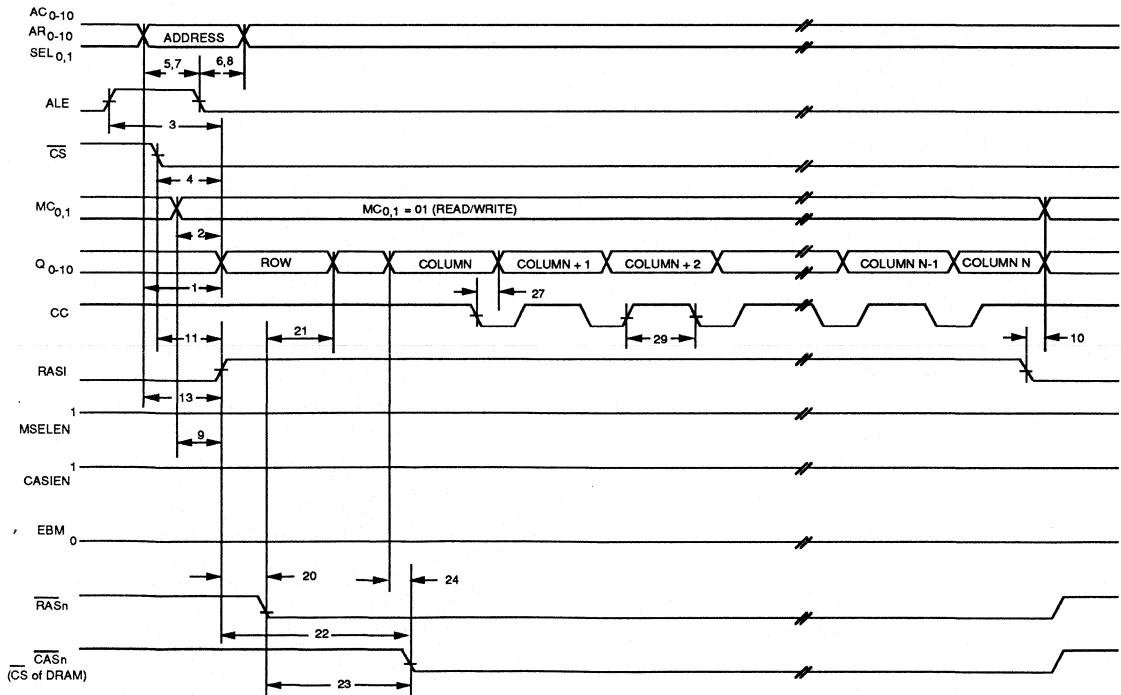 AC0-10
AR0-10
SEL0,1
ADDRESS
5,7
6,8
ALE
3
CS
4
MC0,1
MC0,1 = 01 (READ/WRITE)
2
Q0-10
ROW
COLUMN
COLUMN + 1
COLUMN + 2
COLUMN N-1
COLUMN N
1
27
CC
11
21
29
10
RASI
13
1
MSELEN
9
1
CASIEN
EBM
0
20
24
RASn
22
CASn
(CS of DRAM)
23